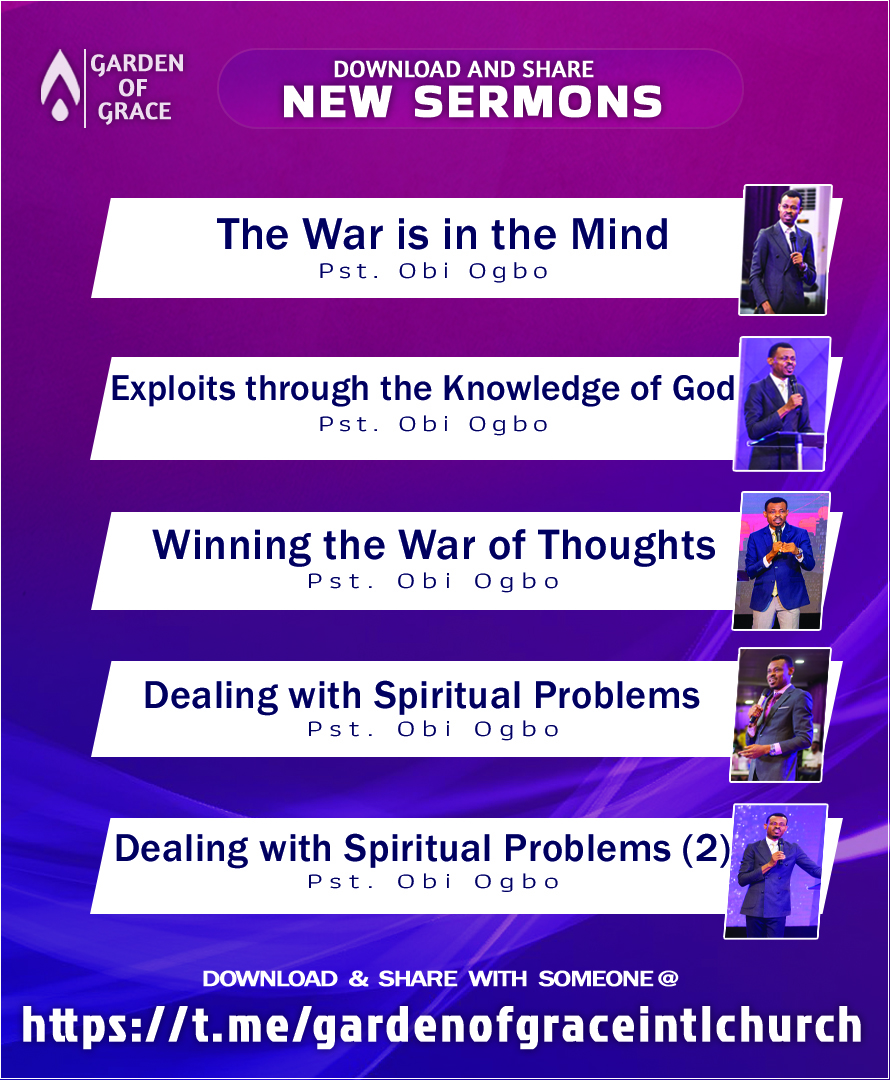 GARDEN
OF
GRACE
DOWNLOAD AND SHARE
NEW SERMONS
The War is in the Mind
Pst. Obi Ogbo
Exploits through the Knowledge of God
Pst. Obi Ogbo
Winning the War of Thoughts
Pst. Obi Ogbo
Dealing with Spiritual Problems
Pst. Obi Ogbo
Dealing with Spiritual Problems (2)
Pst. Obi Ogbo
DOWNLOAD & SHARE WITH SOMEONE @
https://t.me/gardenofgraceintlchurch